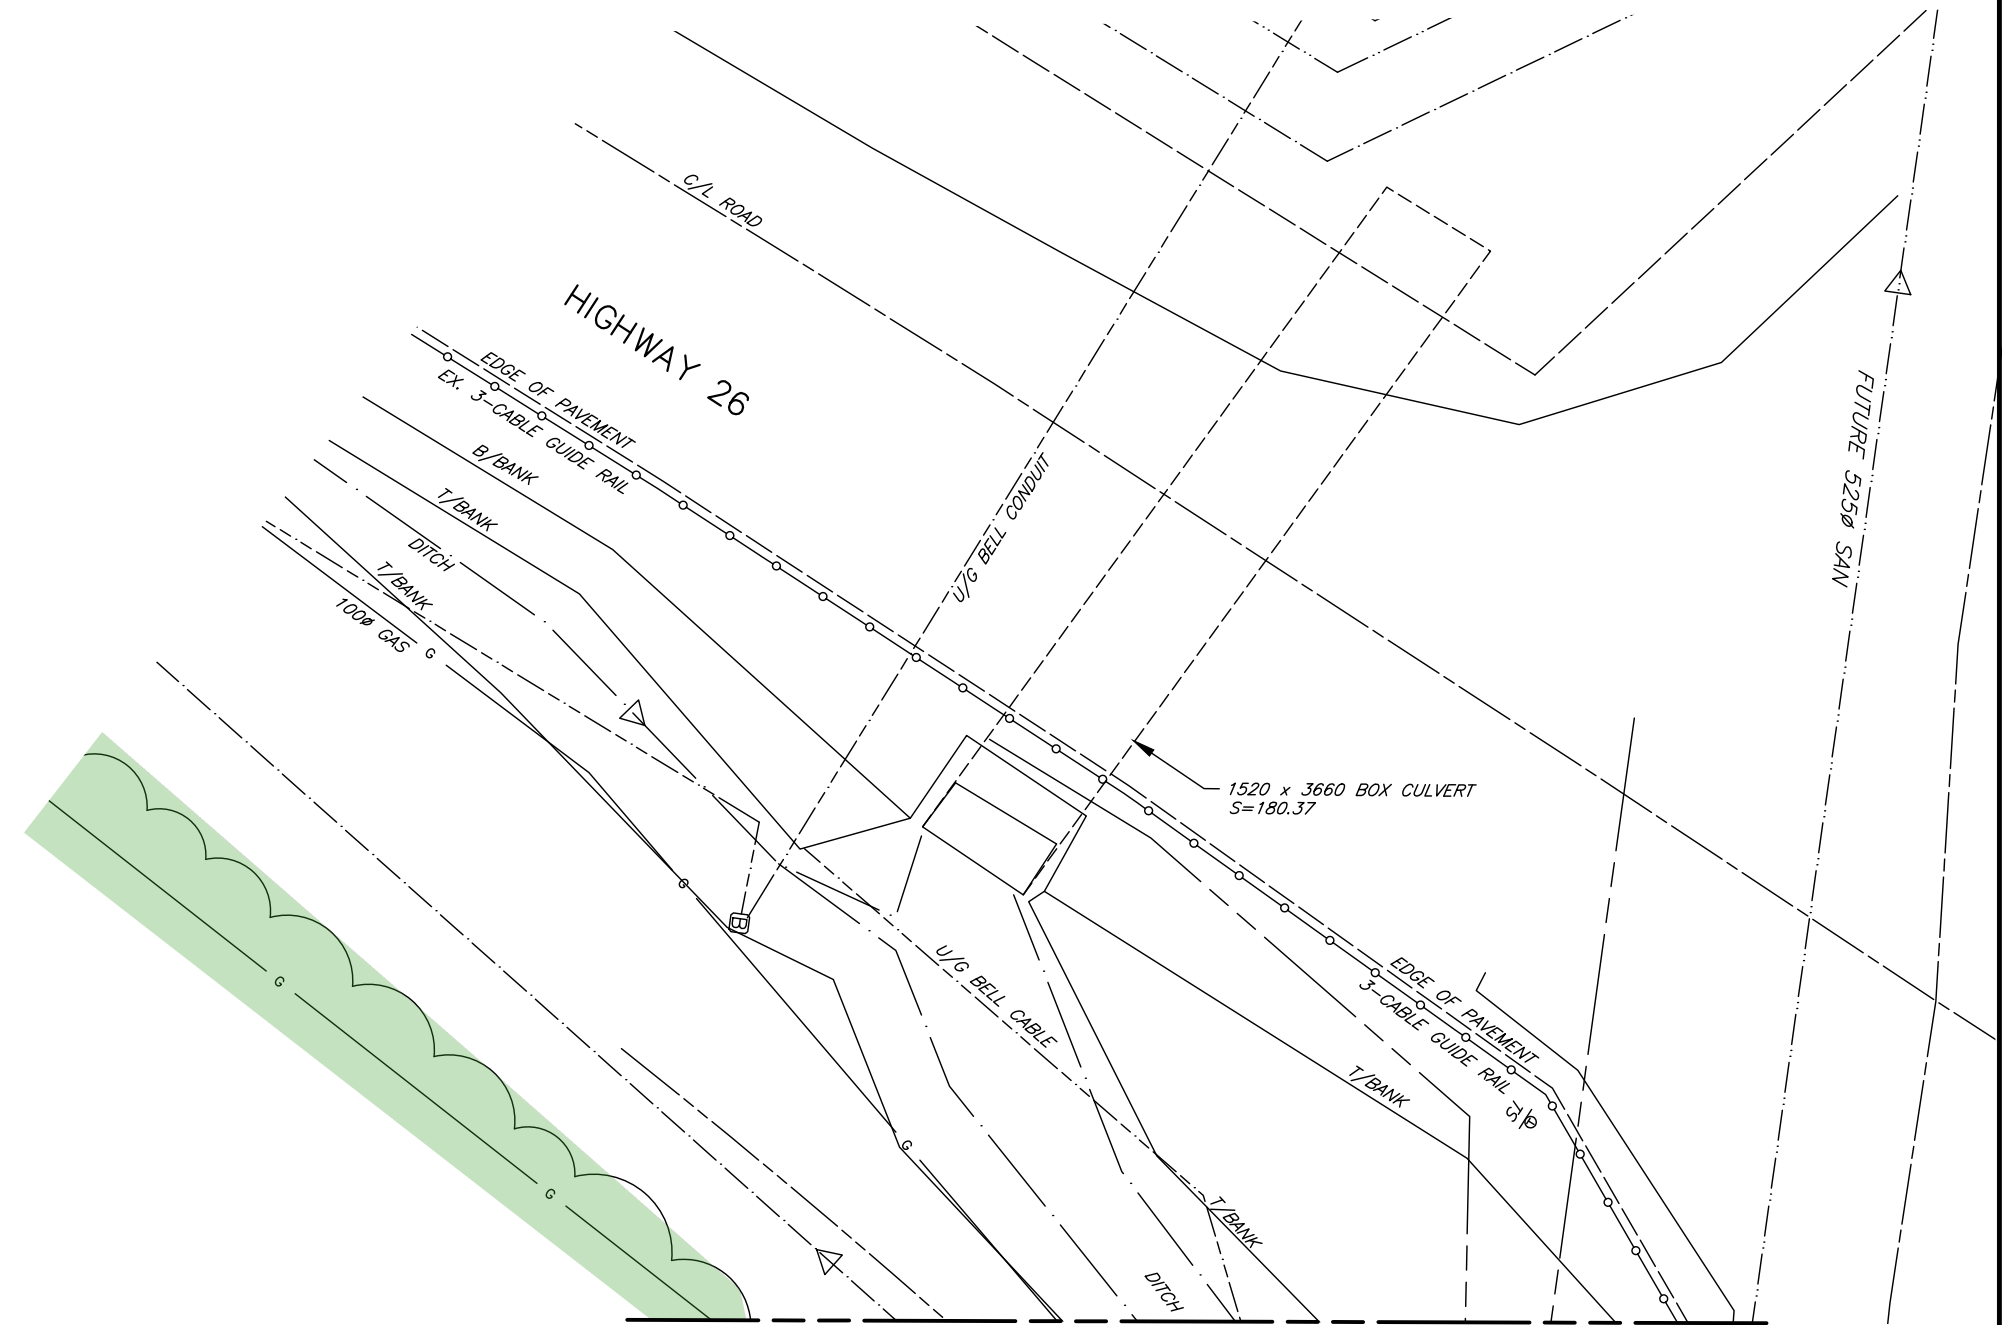 C/L ROAD
HIGHWAY 26
EDGE OF PAVEMENT
EX. 3-CABLE GUIDE RAIL
B/BANK
T/BANK
DITCH
T/BANK
100ø GAS
G
U/G BELL CONDUIT
FUTURE 525ø SAN
1520 x 3660 BOX CULVERT
S=180.37
G
B
U/G BELL CABLE
G
EDGE OF PAVEMENT
3-CABLE GUIDE RAIL
ST
T/BANK
G
G
T/BANK
DITCH